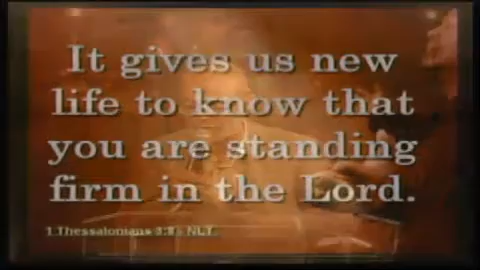 It gives us new
life to know that
you are standing
firm in the Lord.
1 Thessalonians 3:8 NLT